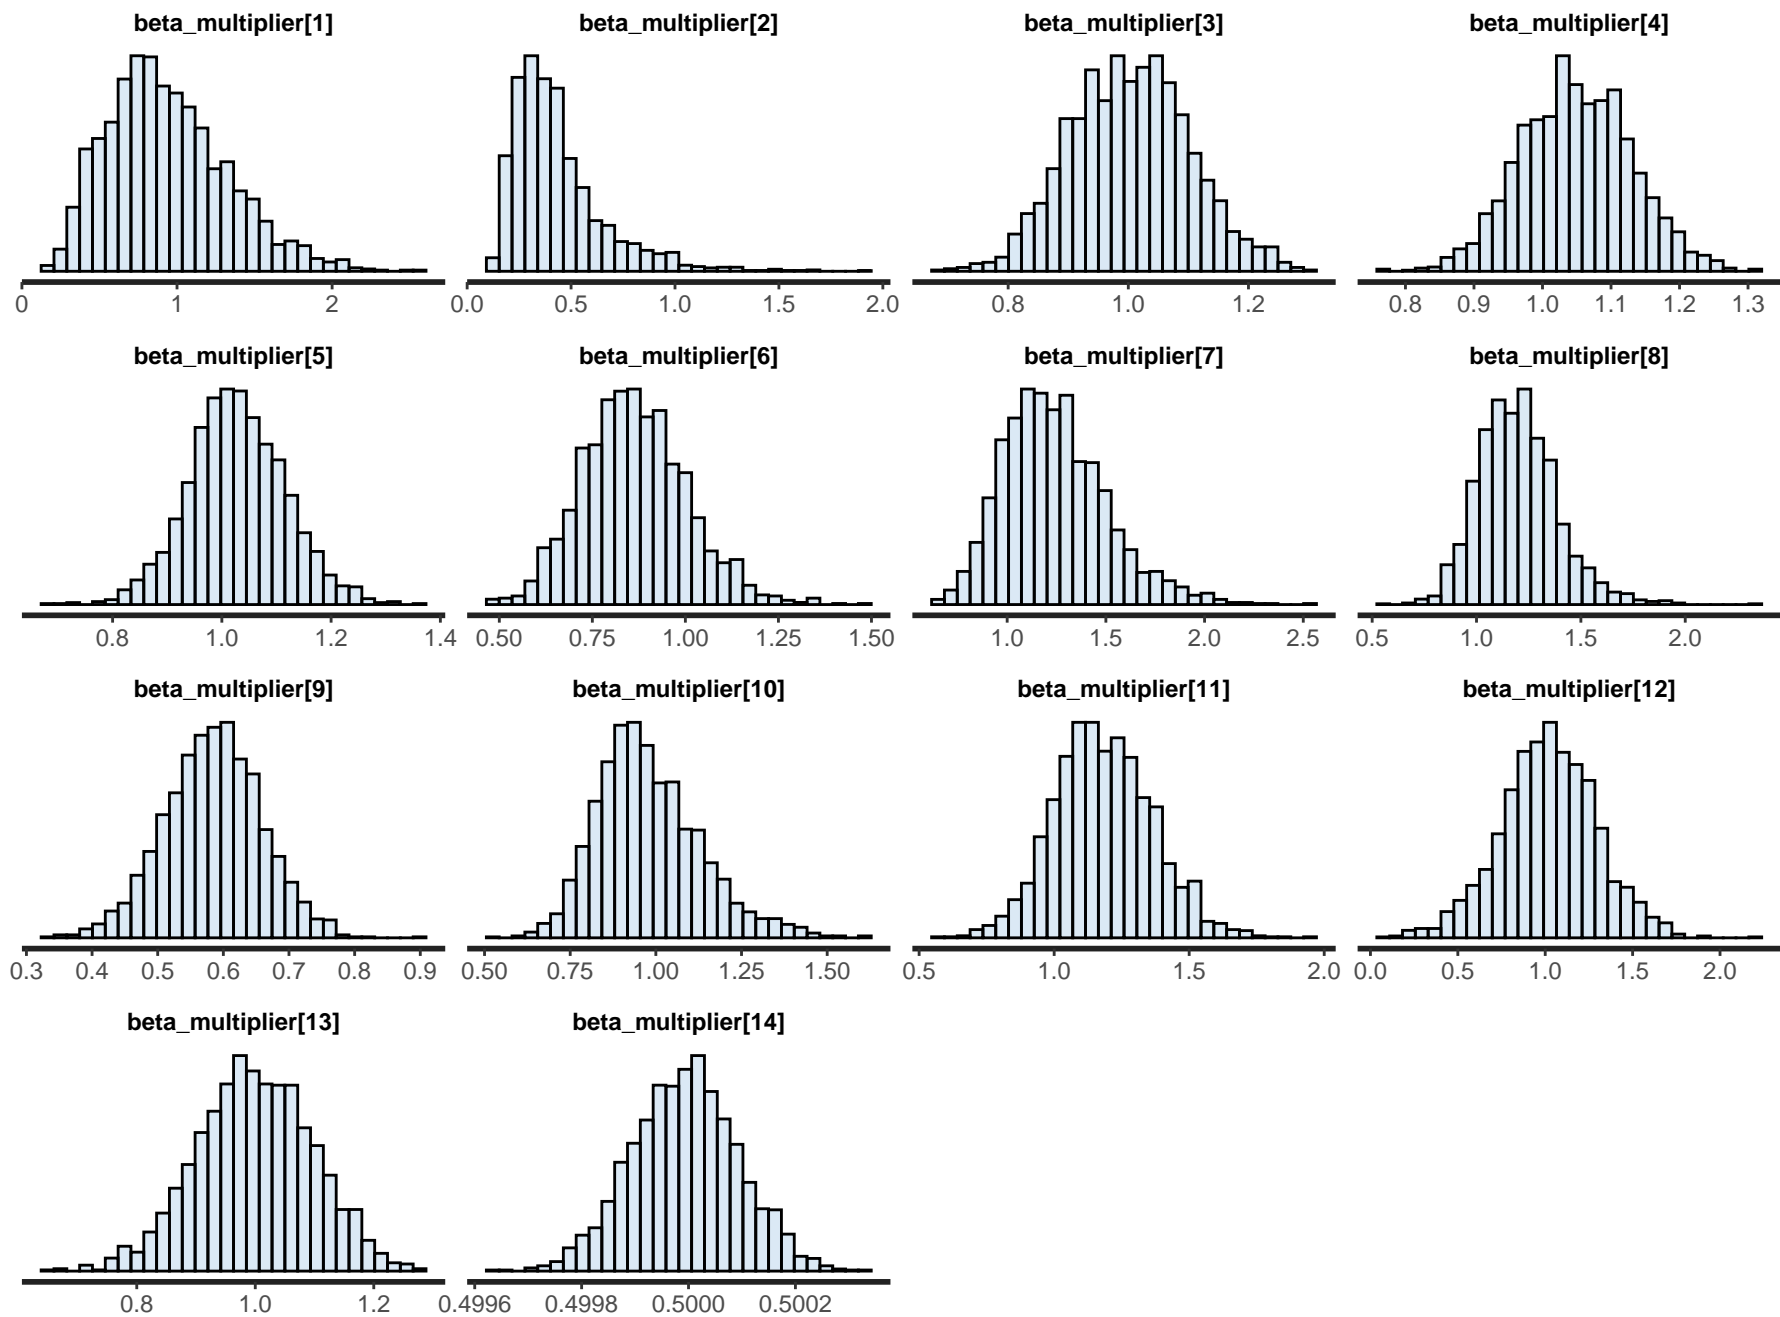 beta_multiplier[1] beta_multiplier[2] beta_multiplier[3] beta_multiplier[4]
0 1 2 0.0 0.5 1.0 1.5 2.0 0.8 1.0 1.2 0.8 0.9 1.0 1.1 1.2 1.3
beta_multiplier[5] beta_multiplier[6] beta_multiplier[7] beta_multiplier[8]
0.8 1.0 1.2 1.4 0.50 0.75 1.00 1.25 1.50 1.0 1.5 2.0 2.5 0.5 1.0 1.5 2.0
beta_multiplier[9] beta_multiplier[10] beta_multiplier[11] beta_multiplier[12]
0.3 0.4 0.5 0.6 0.7 0.8 0.9 0.50 0.75 1.00 1.25 1.50 0.5 1.0 1.5 2.0 0.0 0.5 1.0 1.5 2.0
beta_multiplier[13] beta_multiplier[14]
0.8 1.0 1.2 0.4996 0.4998 0.5000 0.5002